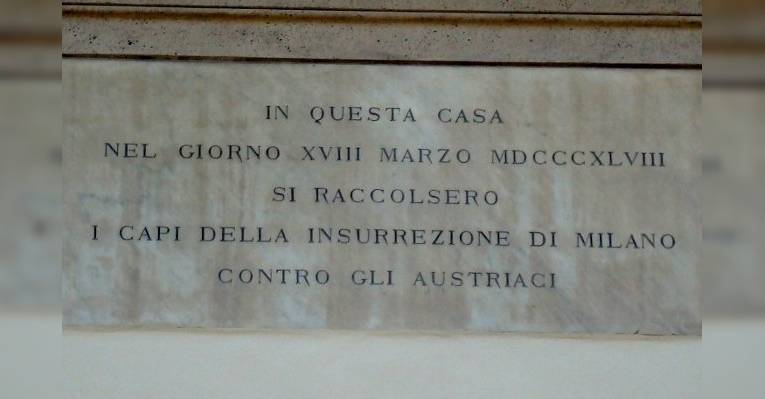 IN QUESTA CASA
NEL GIORNO XVIII MARZO MDCCCXLVIII
SI RACCOLSERO
I CAPI DELLA INSURREZIONE DI MILANO
CONTRO GLI AUSTRIACI